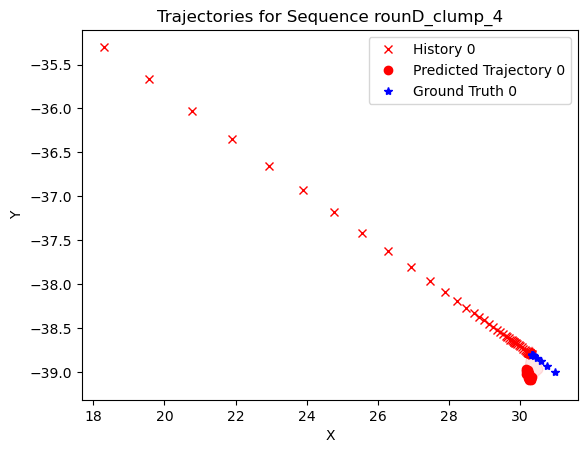 Trajectories for Sequence rounD_clump_4
History 0
Predicted Trajectory 0
Ground Truth 0
−35.5
−36.0
−36.5
−37.0
−37.5
−38.0
−38.5
−39.0
Y
18 20 22 24 26 28 30
X